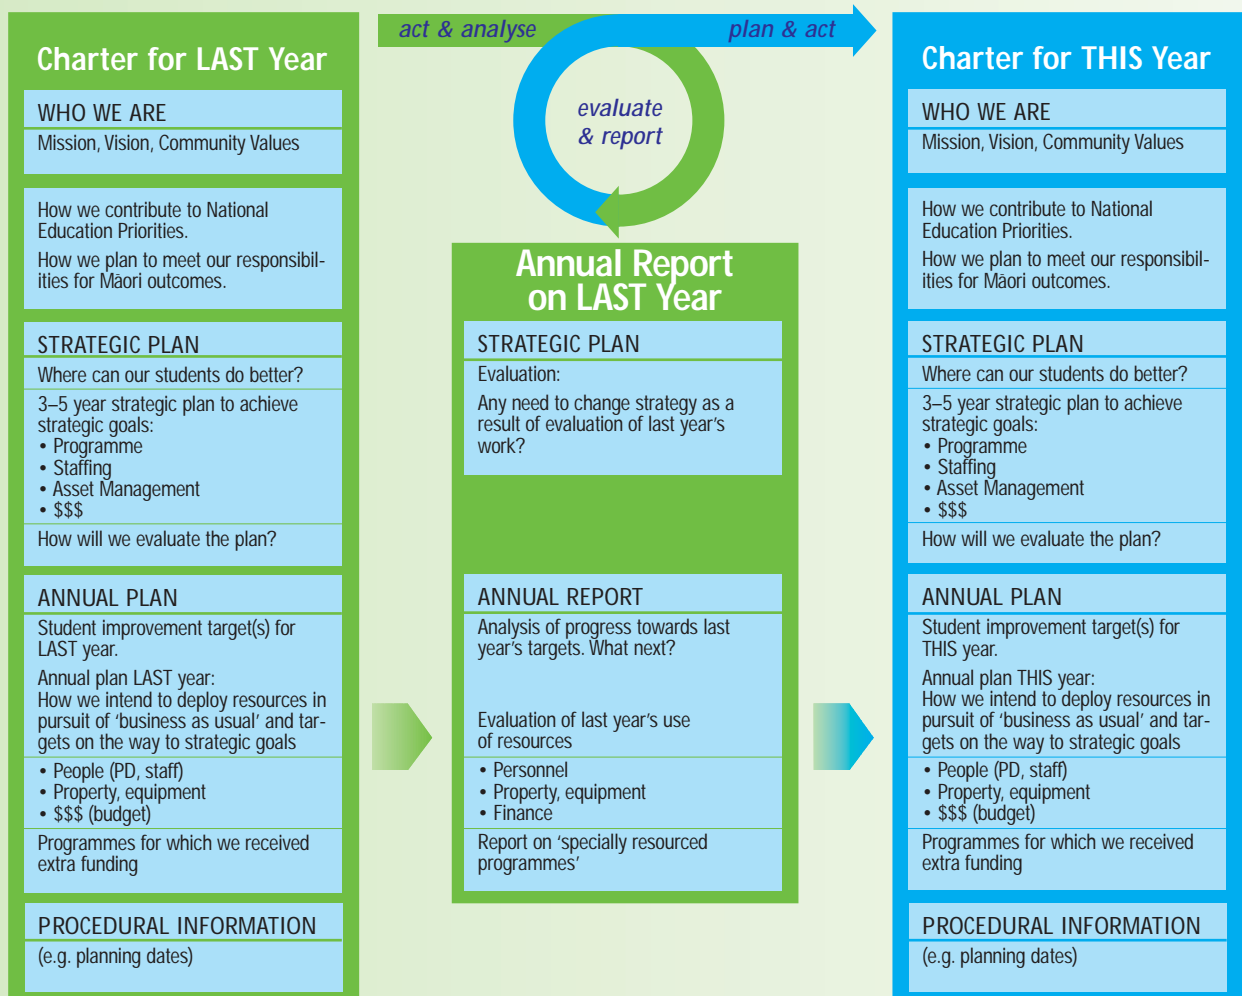 act & analyse
plan & act
evaluate
& report
Charter for LAST Year
WHO WE ARE
Mission, Vision, Community Values
How we contribute to National
Education Priorities.
How we plan to meet our responsibil-
ities for Māori outcomes.
STRATEGIC PLAN
Where can our students do better?
3–5 year strategic plan to achieve
strategic goals:
• Programme
• Staffing
• Asset Management
• $$$
How will we evaluate the plan?
ANNUAL PLAN
Student improvement target(s) for
LAST year.
Annual plan LAST year:
How we intend to deploy resources in
pursuit of ‘business as usual’ and tar-
gets on the way to strategic goals
• People (PD, staff)
• Property, equipment
• $$$ (budget)
Programmes for which we received
extra funding
PROCEDURAL INFORMATION
(e.g. planning dates)
Annual Report
on LAST Year
STRATEGIC PLAN
Evaluation:
Any need to change strategy as a
result of evaluation of last year’s
work?
ANNUAL REPORT
Analysis of progress towards last
year’s targets. What next?
Evaluation of last year’s use
of resources
• Personnel
• Property, equipment
• Finance
Report on ‘specially resourced
programmes’
Charter for THIS Year
WHO WE ARE
Mission, Vision, Community Values
How we contribute to National
Education Priorities.
How we plan to meet our responsibil-
ities for Māori outcomes.
STRATEGIC PLAN
Where can our students do better?
3–5 year strategic plan to achieve
strategic goals:
• Programme
• Staffing
• Asset Management
• $$$
How will we evaluate the plan?
ANNUAL PLAN
Student improvement target(s) for
THIS year.
Annual plan THIS year:
How we intend to deploy resources in
pursuit of ‘business as usual’ and tar-
gets on the way to strategic goals
• People (PD, staff)
• Property, equipment
• $$$ (budget)
Programmes for which we received
extra funding
PROCEDURAL INFORMATION
(e.g. planning dates)